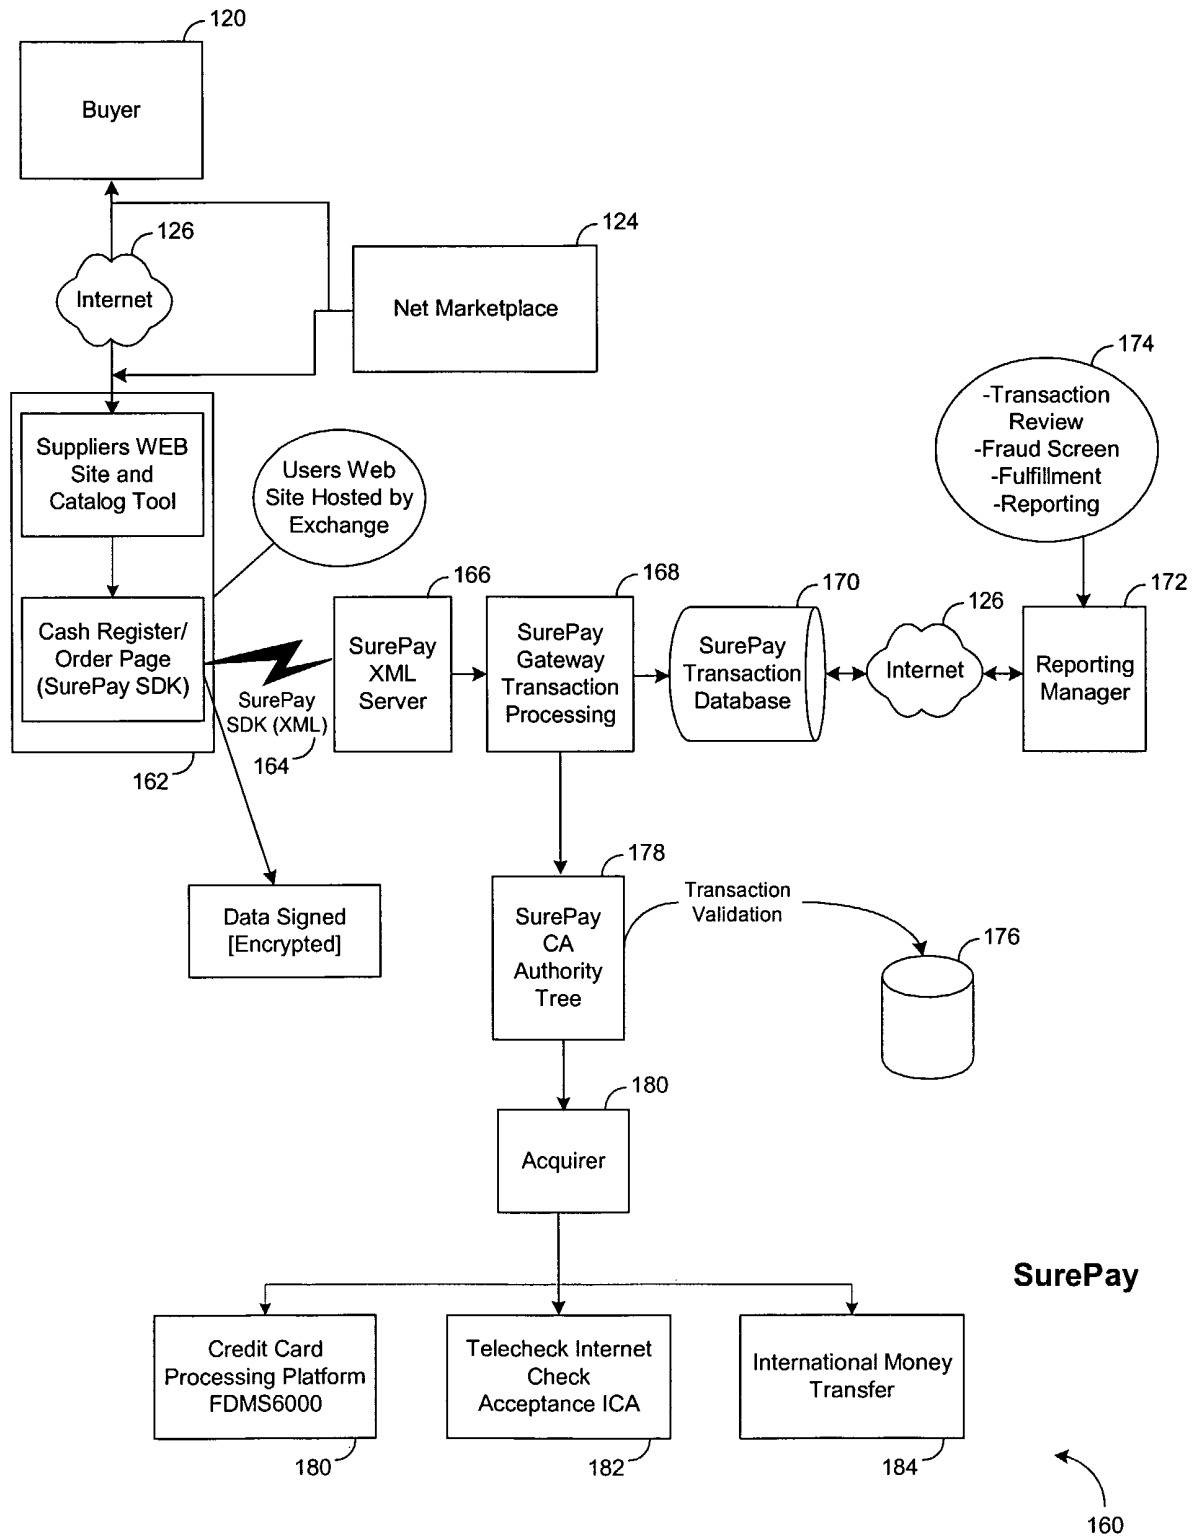 120
Buyer
126
Internet
124
Net Marketplace
174
-Transaction
Review
-Fraud Screen
-Fulfillment
-Reporting
Suppliers WEB
Site and
Catalog Tool
Users Web
Site Hosted by
Exchange
Cash Register/
Order Page
(SurePay SDK)
162
SurePay
SDK (XML)
164
166
SurePay
XML
Server
168
SurePay
Gateway
Transaction
Processing
170
SurePay
Transaction
Database
126
Internet
172
Reporting
Manager
Data Signed
[Encrypted]
178
SurePay
CA
Authority
Tree
Transaction
Validation
176
180
Acquirer
SurePay
Credit Card
Processing Platform
FDMS6000
180
Telecheck Internet
Check
Acceptance ICA
182
International Money
Transfer
184
160